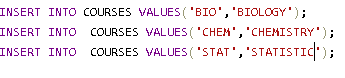 INSERT INTO COURSES VALUES('BIO','BIOLOGY');
INSERT INTO  COURSES VALUES('CHEM','CHEMISTRY');
INSERT INTO  COURSES VALUES('STAT','STATISTIC');